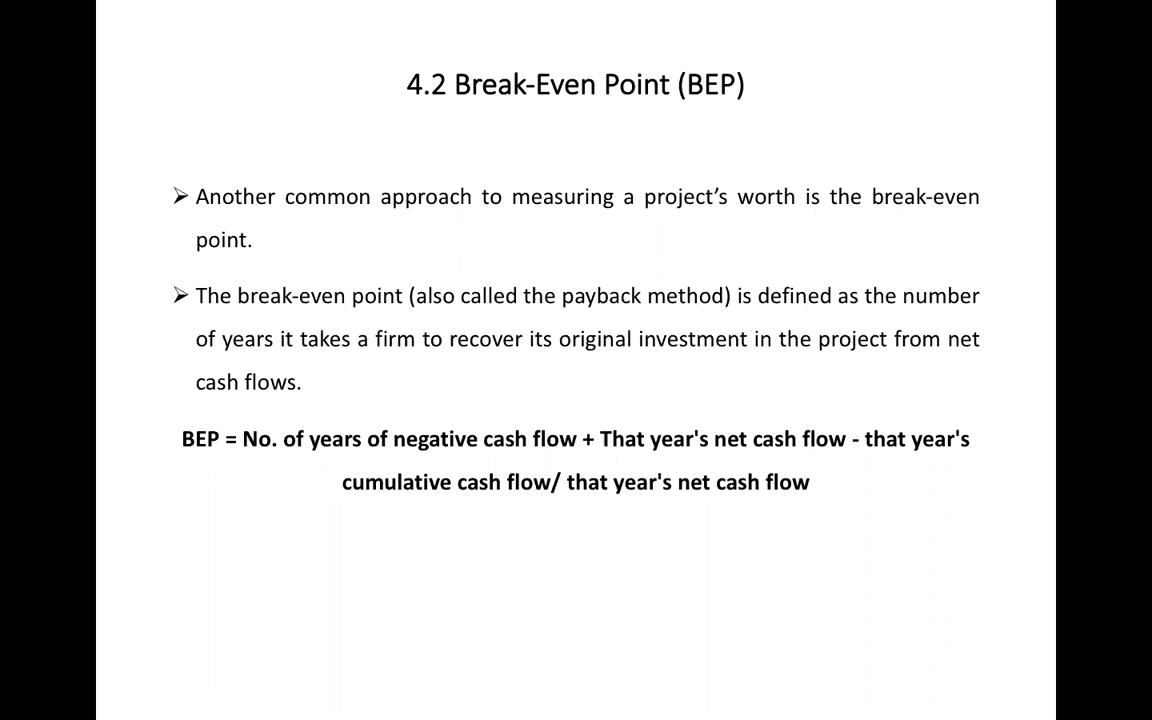 4.2 Break-Even Point (BEP)
➢ Another common approach to measuring a project’s worth is the break-even
point.
➢ The break-even point (also called the payback method) is defined as the number
of years it takes a firm to recover its original investment in the project from net
cash flows.
BEP = No. of years of negative cash flow + That year's net cash flow - that year's
cumulative cash flow/ that year's net cash flow